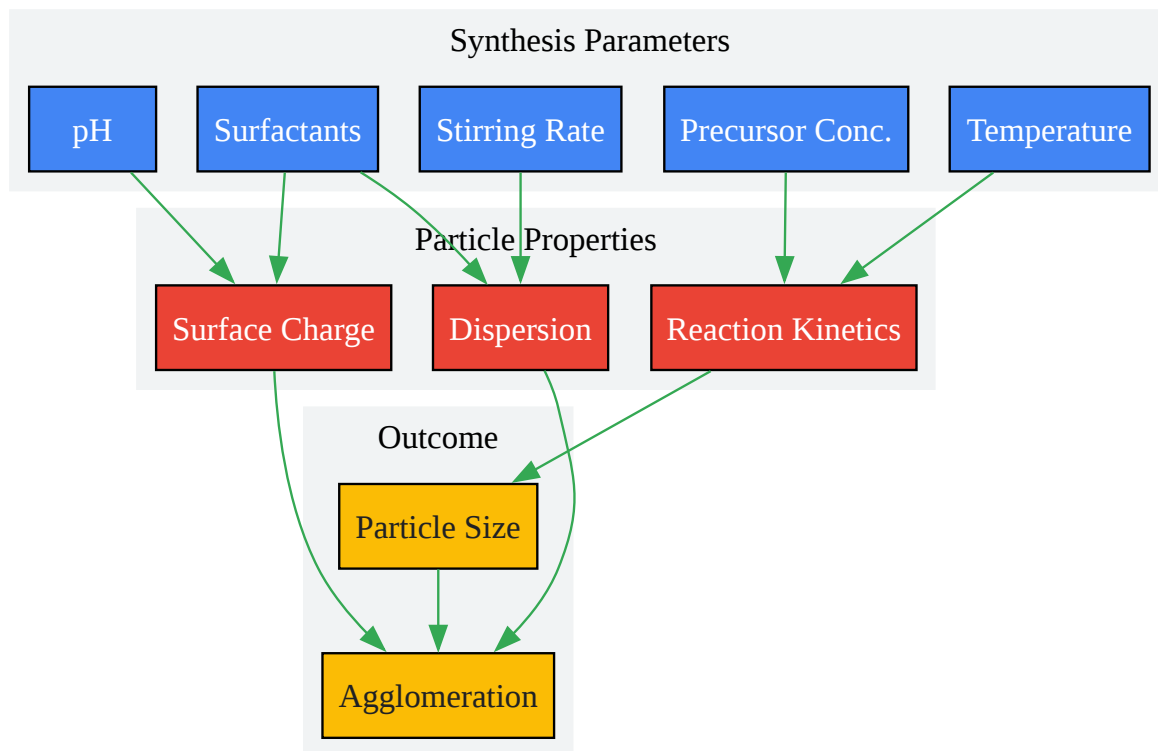 Synthesis Parameters
pH
Surfactants
Stirring Rate
Precursor Conc.
Temperature
Particle Properties
Surface Charge
Dispersion
Reaction Kinetics
Outcome
Particle Size
Agglomeration